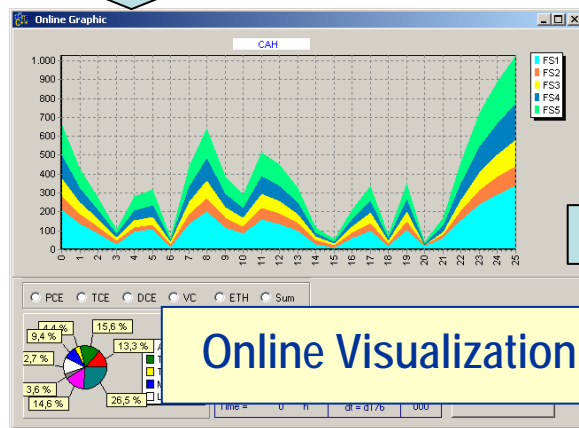 Online Graphic
CAH
1.000
900
800
700
600
500
400
300
200
100
0
0 1 2 3 4 5 6 7 8 9 10 11 12 13 14 15 16 17 18 19 20 21 22 23 24 25
FS1
FS2
FS3
FS4
FS5
PCE TCE DCE VC ETH Sum
4,4 %
15,6 %
9,4 %
13,3 %
2,7 %
3,6 %
14,6 %
26,5 %
A
T
T
M
L
Online Visualization
Time = 0 h dt = d1/6 000